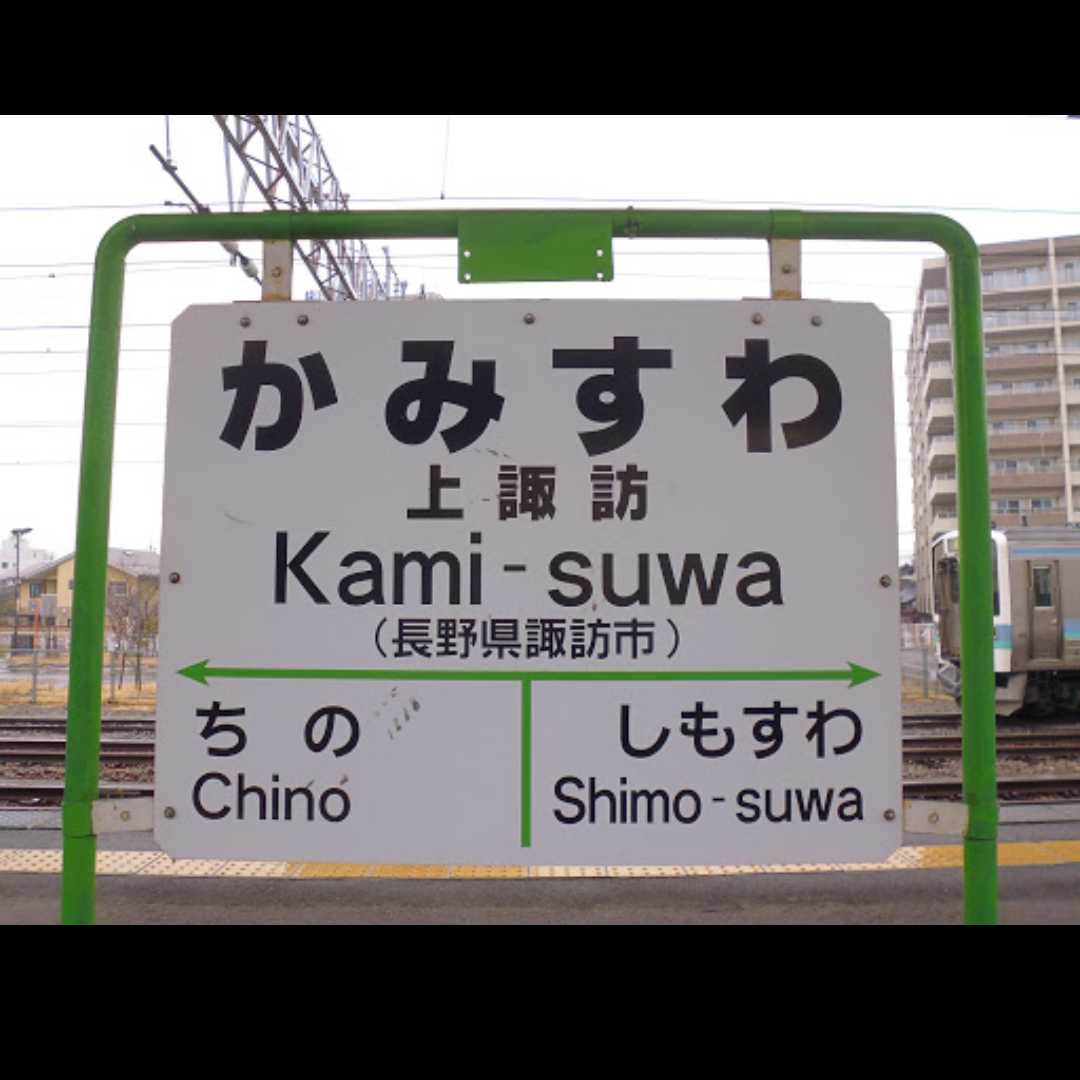 かみすわ
上諏訪
Kami-suwa
（長野県諏訪市）
ちの しもすわ
Chino Shimo-suwa